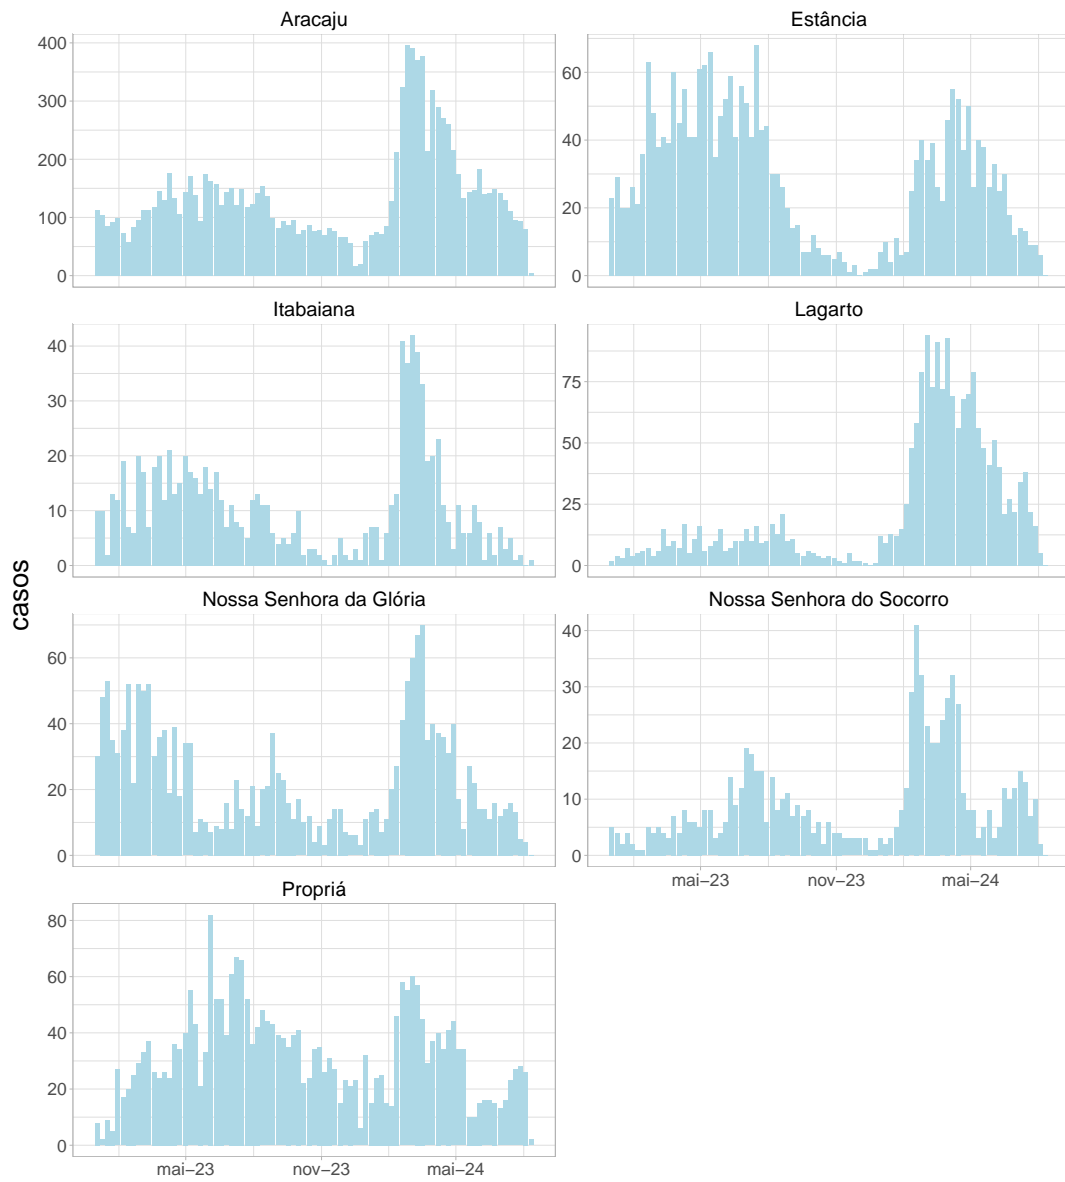 Aracaju
Estância
400
300
200
100
0
60
40
20
0
Itabaiana
Lagarto
40
30
20
10
0
75
50
25
0
casos
Nossa Senhora da Glória
Nossa Senhora do Socorro
60
40
20
0
40
30
20
10
0
mai−23
nov−23
mai−24
Propriá
80
60
40
20
0
mai−23
nov−23
mai−24